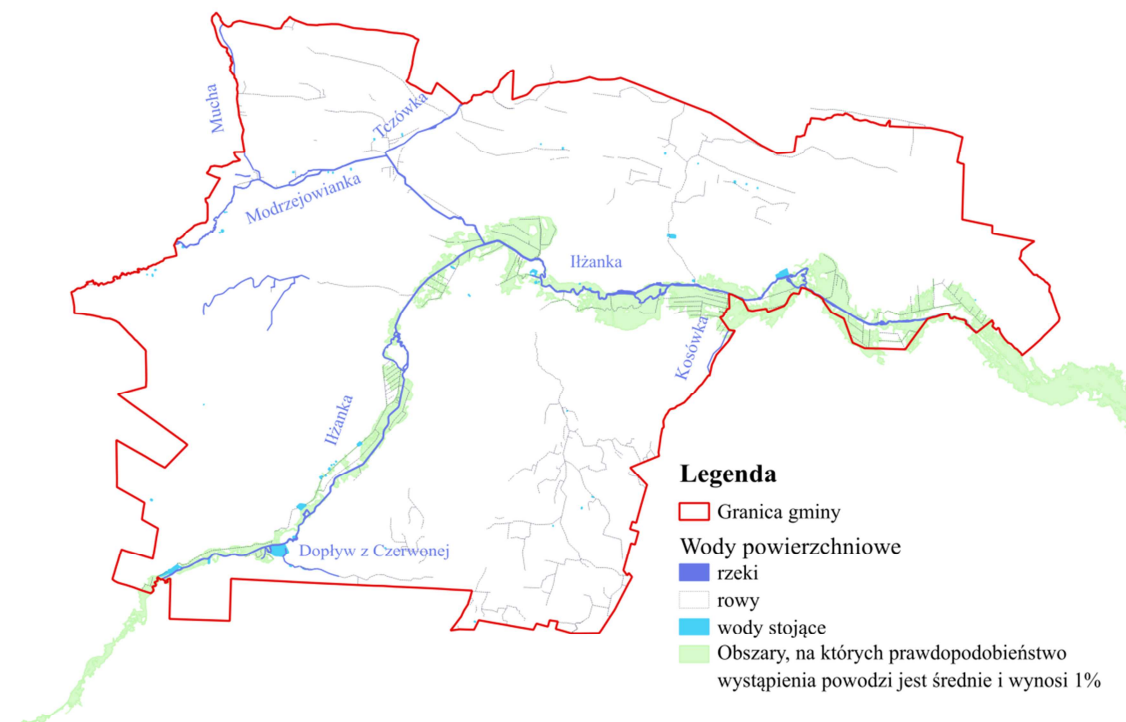 Mucha
Tczówka
Modrzejowianka
Iłżanka
Kosówka
Iłżanka
Dopływ z Czerwonej
Legenda
Granica gminy
Wody powierzchniowe
rzeki
rowy
wody stojące
Obszary, na których prawdopodobieństwo
wystąpienia powodzi jest średnie i wynosi 1%